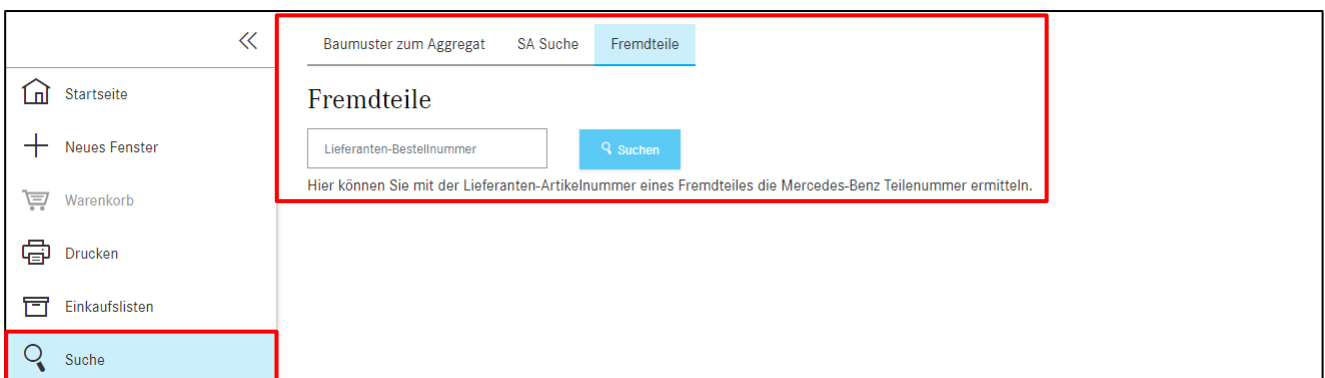 Baumuster zum Aggregat SA Suche Fremdteile
Startseite
Fremdteile
Neues Fenster
Lieferanten-Bestellnummer Suchen
Hier können Sie mit der Lieferanten-Artikelnummer eines Fremdteiles die Mercedes-Benz Teilenummer ermitteln.
Warenkorb
Drucken
Einkaufslisten
Suche